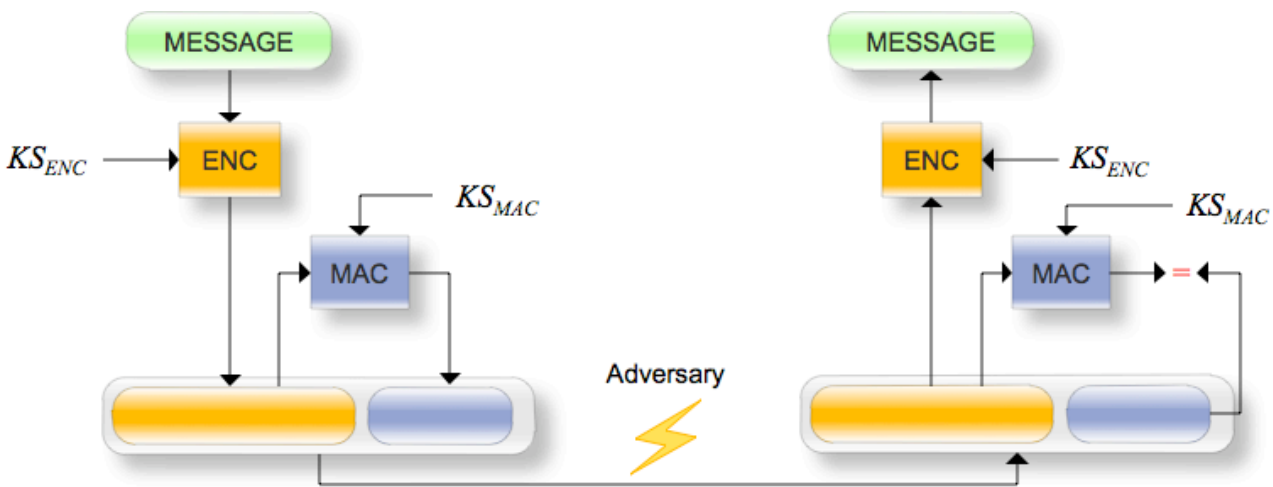 MESSAGE
MESSAGE
KS_ENC
ENC
ENC
KS_ENC
KS_MAC
KS_MAC
MAC
MAC
=
Adversary